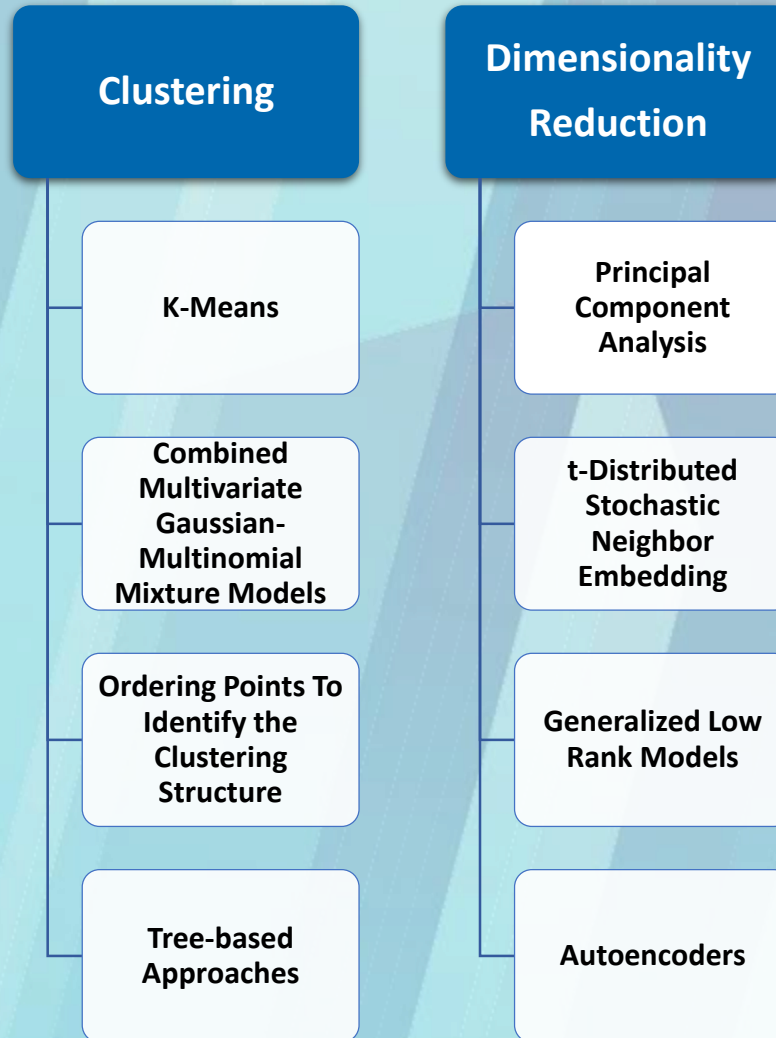 Clustering
K-Means
Combined
Multivariate
Gaussian-
Multinomial
Mixture Models
Ordering Points To
Identify the
Clustering
Structure
Tree-based
Approaches
Dimensionality
Reduction
Principal
Component
Analysis
t-Distributed
Stochastic
Neighbor
Embedding
Generalized Low
Rank Models
Autoencoders